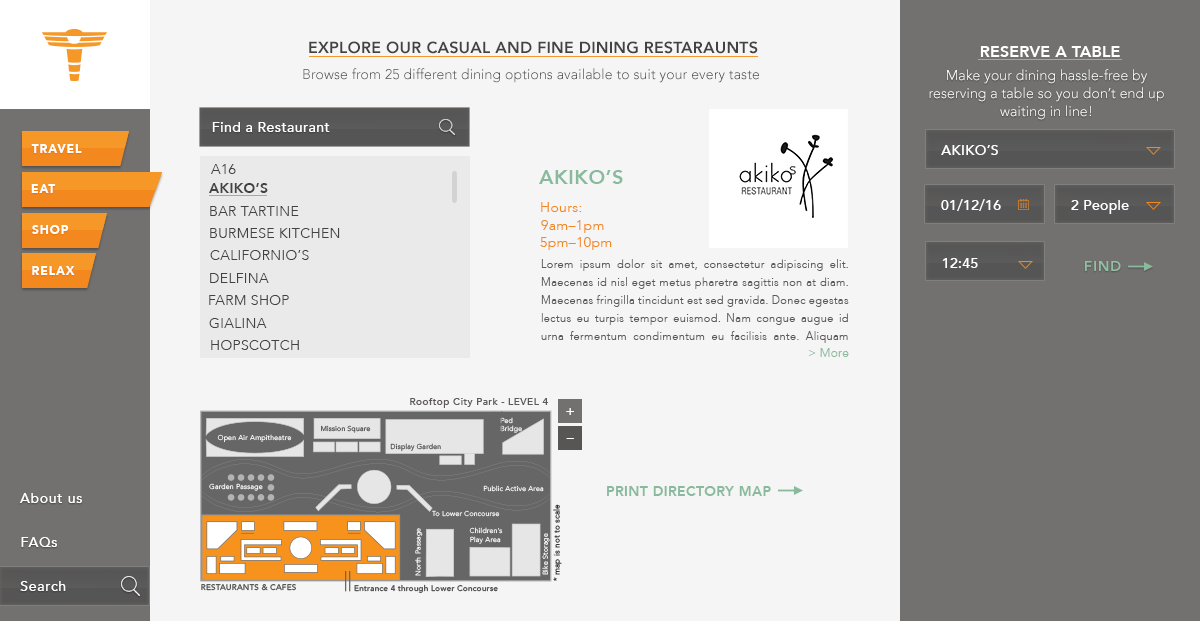 TRAVEL
EAT
SHOP
RELAX
About us
FAQs
Search
EXPLORE OUR CASUAL AND FINE DINING RESTARAUNTS
Browse from 25 different dining options available to suit your every taste
Find a Restaurant
A16
AKIKO'S
BAR TARTINE
BURMESE KITCHEN
CALIFORNIO'S
DELFINA
FARM SHOP
GIALINA
HOPSCOTCH
AKIKO'S
Hours:
9am–1pm
5pm–10pm
akikos
RESTAURANT
Lorem ipsum dolor sit amet, consectetur adipiscing elit.
Maecenas id nisl eget metus pharetra sagittis non at diam.
Maecenas fringilla tincidunt est sed gravida. Donec egestas
lectus eu turpis tempor euismod. Nam congue augue id
urna fermentum condimentum eu facilisis ante. Aliquam
> More
Rooftop City Park - LEVEL 4
+
–
Open Air Ampitheatre
Mission Square
Display Garden
Ped
Bridge
Garden Passage
Public Active Area
To Lower Concourse
North Passage
Children's
Play Area
Bike Storage
* map is not to scale
RESTAURANTS & CAFES
Entrance 4 through Lower Concourse
PRINT DIRECTORY MAP
RESERVE A TABLE
Make your dining hassle-free by
reserving a table so you don't end up
waiting in line!
AKIKO'S
01/12/16
2 People
12:45
FIND